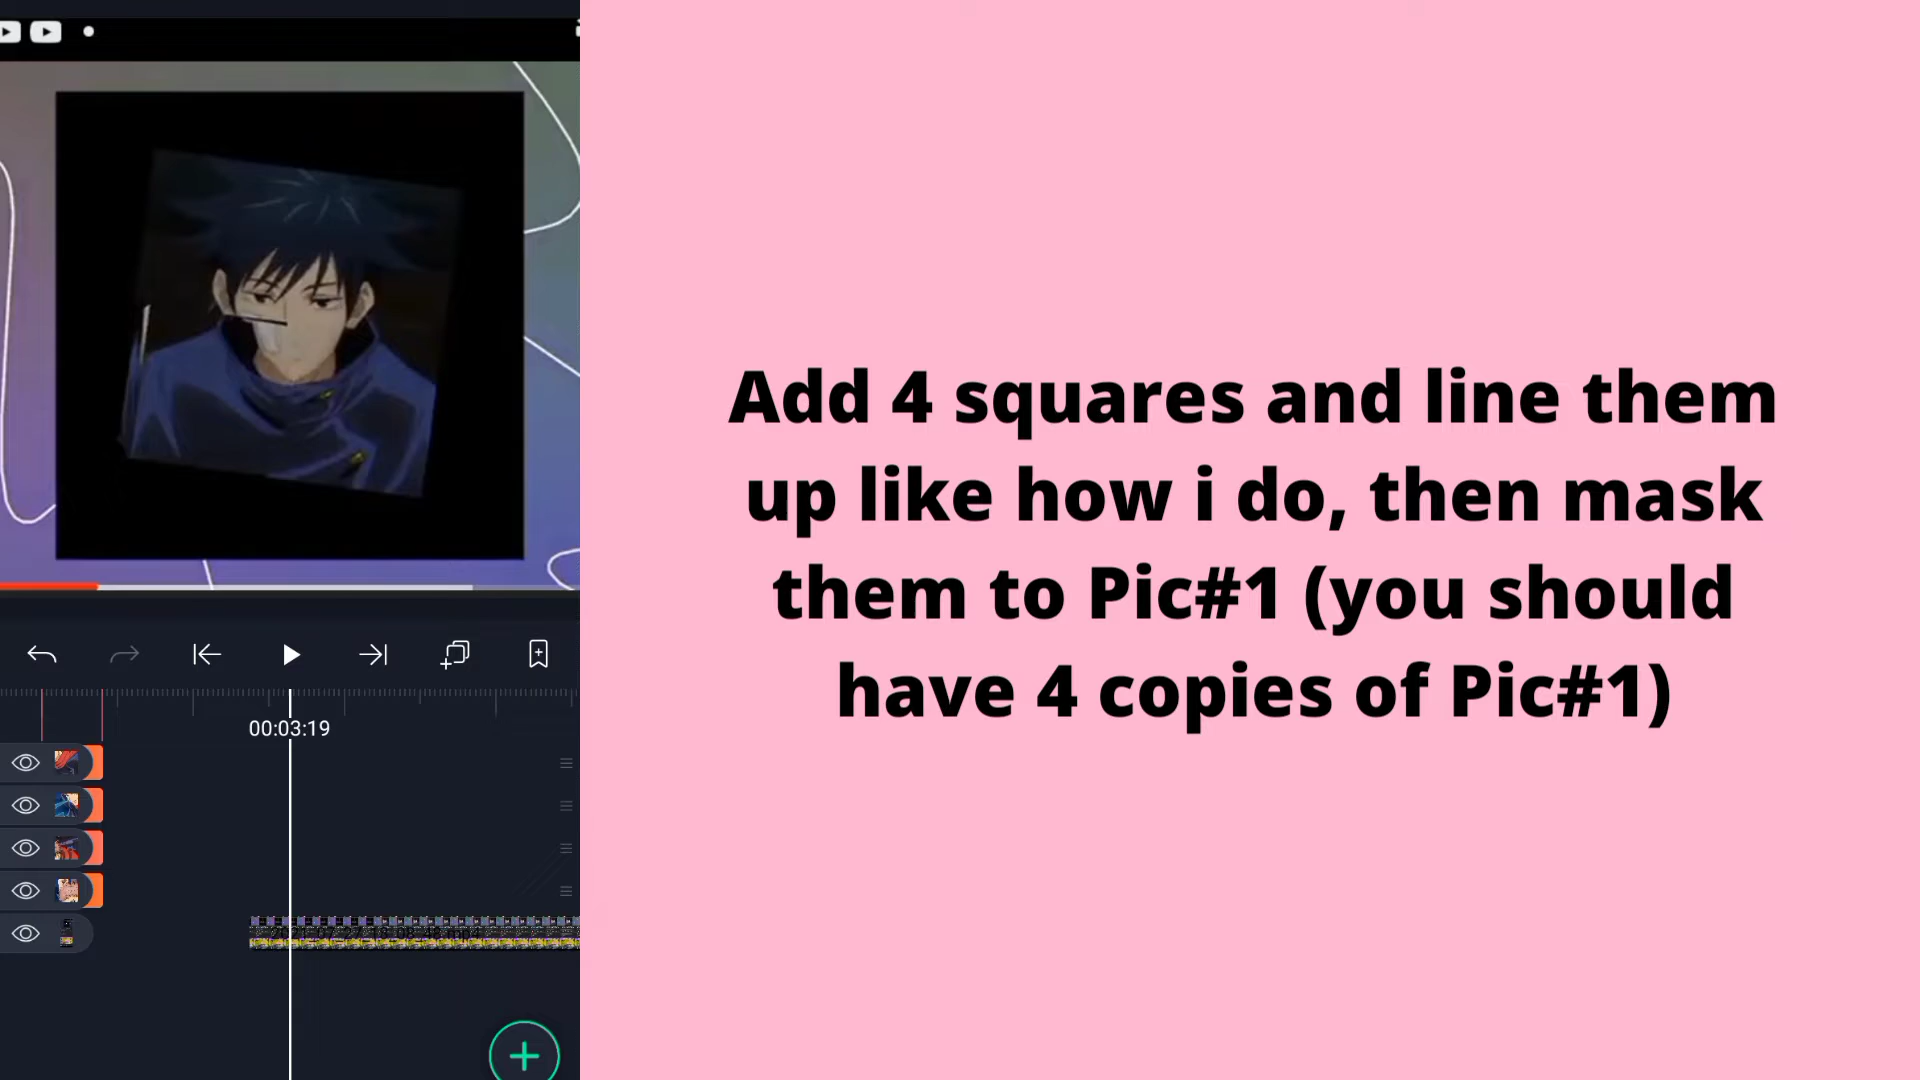 Add 4 squares and line them
up like how i do, then mask
them to Pic#1 (you should
have 4 copies of Pic#1)
00:03:19